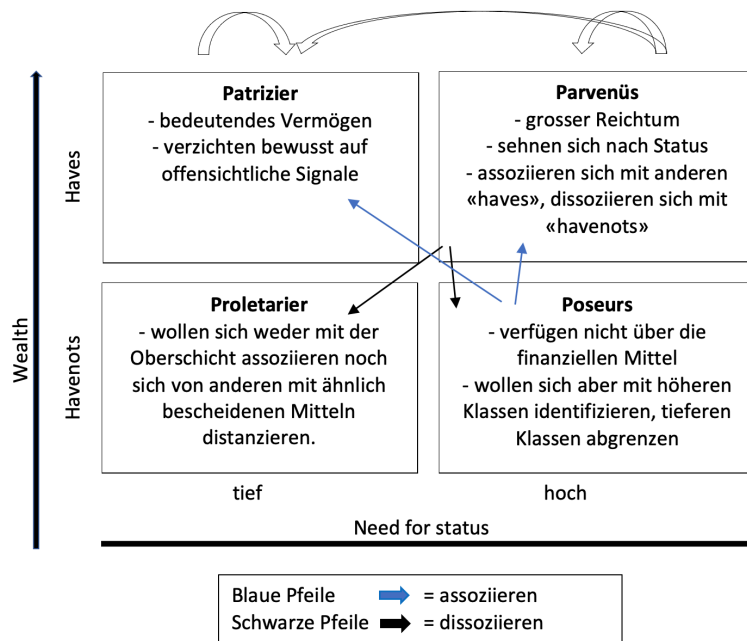 Patrizier
- bedeutendes Vermögen
- verzichten bewusst auf
offensichtliche Signale
Parvenüs
- grosser Reichtum
- sehnen sich nach Status
- assoziieren sich mit anderen
«haves», dissoziieren sich mit
«havenots»
Haves
Proletarier
- wollen sich weder mit der
Oberschicht assoziieren noch
sich von anderen mit ähnlich
bescheidenen Mitteln
distanzieren.
Poseurs
- verfügen nicht über die
finanziellen Mittel
- wollen sich aber mit höheren
Klassen identifizieren, tieferen
Klassen abgrenzen
Havenots
Wealth
tief
hoch
Need for status
Blaue Pfeile = assoziieren
Schwarze Pfeile = dissoziieren